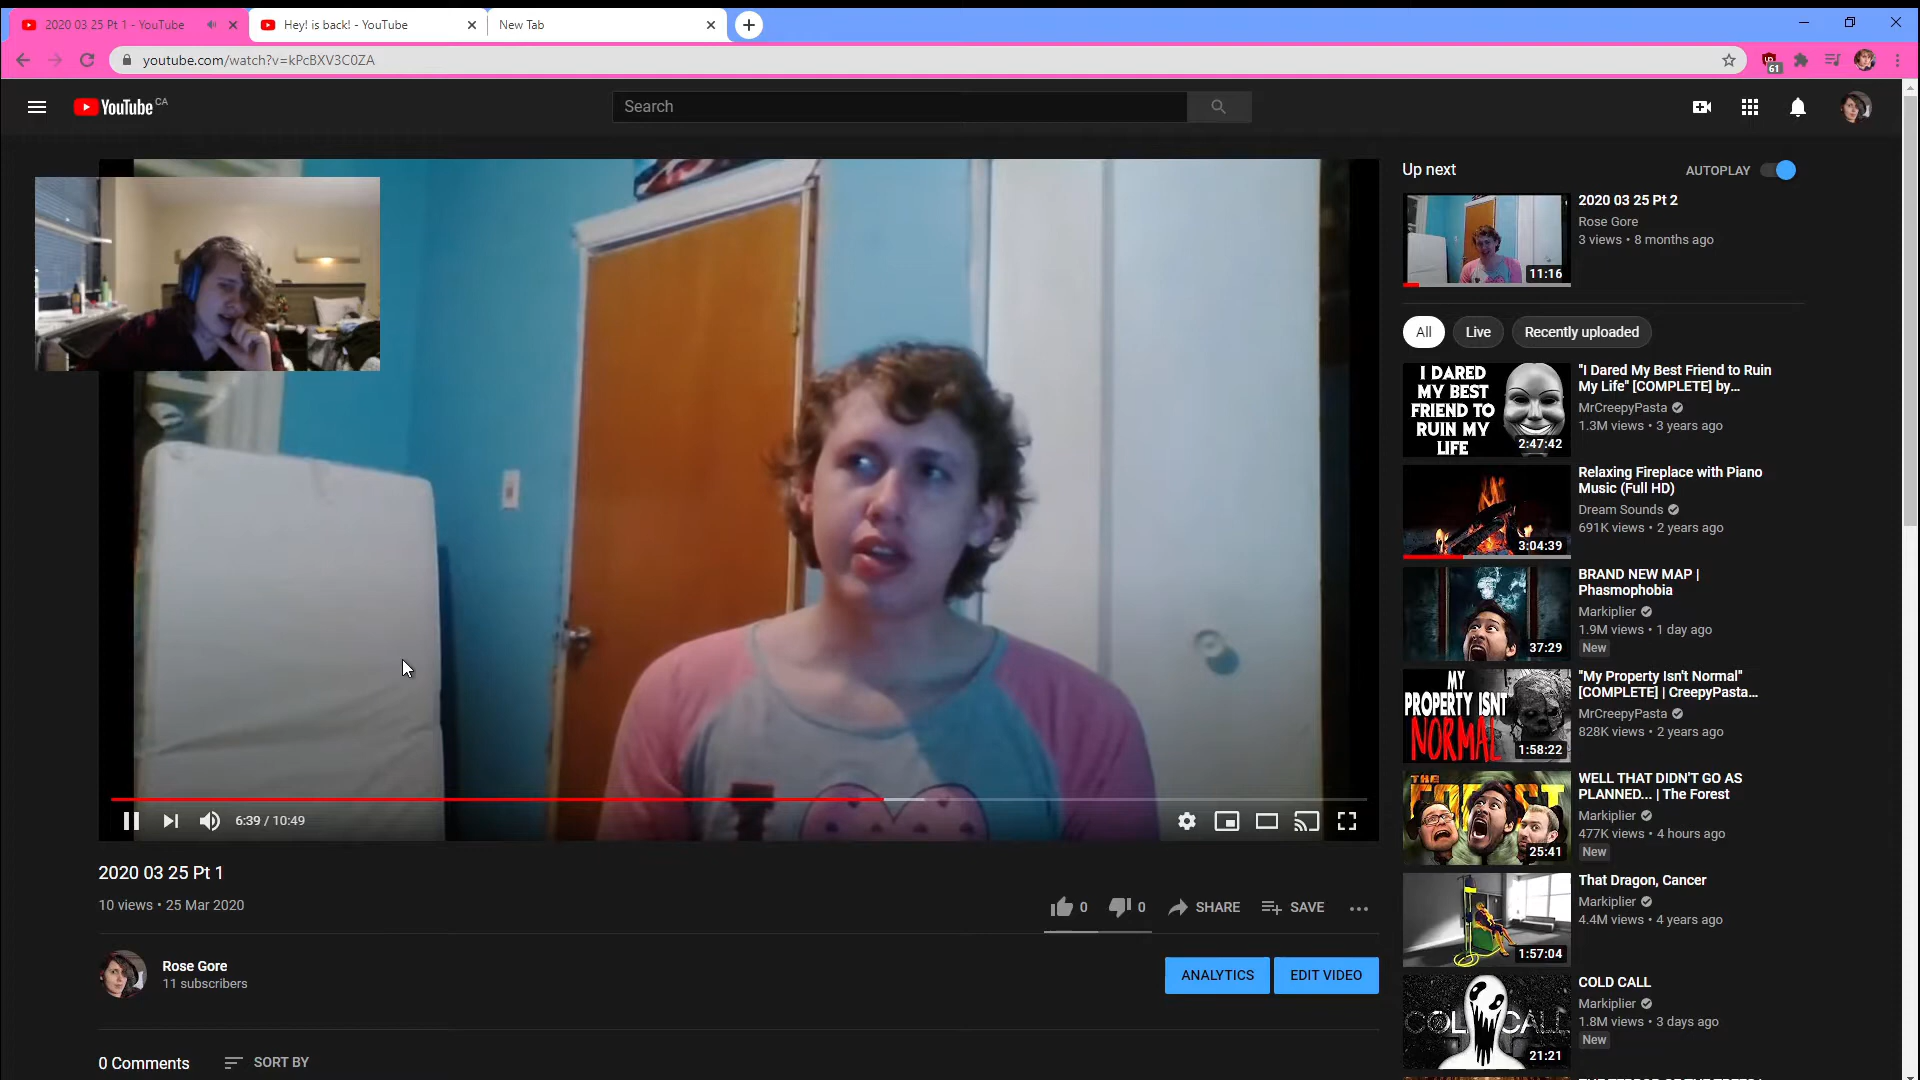 2020 03 25 Pt 1 - YouTube
Hey! is back! - YouTube
New Tab
youtube.com/watch?v=kPcBXV3C0ZA
61
YouTube CA
Search
6:39 / 10:49
2020 03 25 Pt 1
10 views • 25 Mar 2020
0
0
SHARE
SAVE
Rose Gore
11 subscribers
ANALYTICS
EDIT VIDEO
0 Comments
SORT BY
Up next
AUTOPLAY
11:16
2020 03 25 Pt 2
Rose Gore
3 views • 8 months ago
All
Live
Recently uploaded
I DARED
MY BEST
FRIEND TO
RUIN MY
LIFE
2:47:42
"I Dared My Best Friend to Ruin
My Life" [COMPLETE] by...
MrCreepyPasta
1.3M views • 3 years ago
3:04:39
Relaxing Fireplace with Piano
Music (Full HD)
Dream Sounds
691K views • 2 years ago
37:29
BRAND NEW MAP |
Phasmophobia
Markiplier
1.9M views • 1 day ago
New
MY
PROPERTY ISNT
NORMAL
1:58:22
"My Property Isn't Normal"
[COMPLETE] | CreepyPasta...
MrCreepyPasta
828K views • 2 years ago
THE
FOREST
25:41
WELL THAT DIDN'T GO AS
PLANNED... | The Forest
Markiplier
477K views • 4 hours ago
New
1:57:04
That Dragon, Cancer
Markiplier
4.4M views • 4 years ago
COLD CALL
21:21
COLD CALL
Markiplier
1.8M views • 3 days ago
New